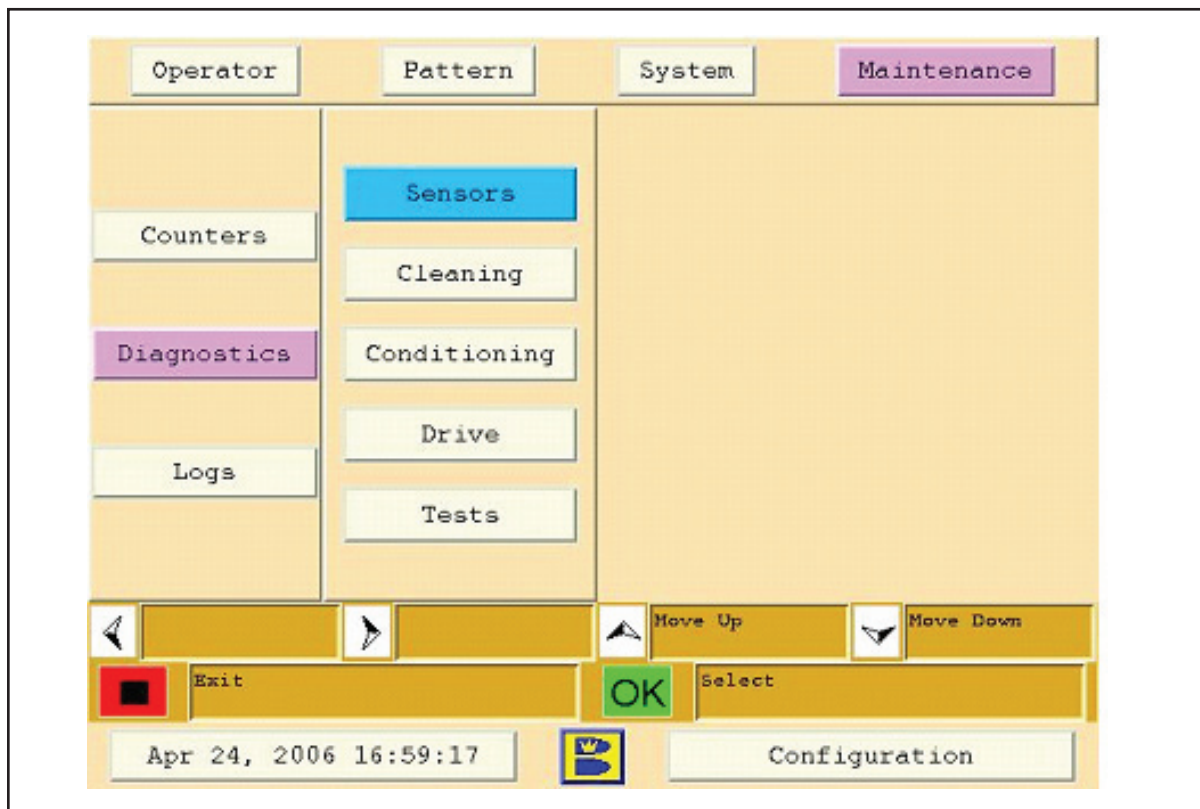 Operator Pattern System Maintenance
Sensors
Counters
Cleaning
Diagnostics
Conditioning
Drive
Logs
Tests
Move Up
Move Down
Exit
OK
Select
Apr 24, 2006 16:59:17
Configuration